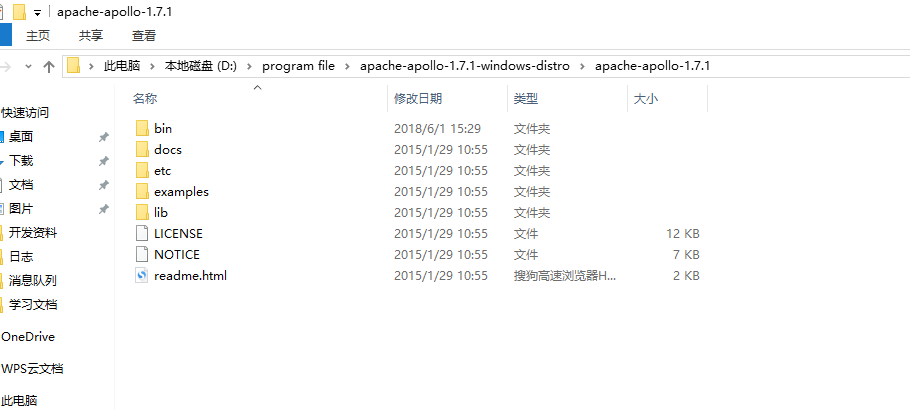 apache-apollo-1.7.1
主页 共享 查看
此电脑 本地磁盘 (D:) program file apache-apollo-1.7.1-windows-distro apache-apollo-1.7.1
名称 修改日期 类型 大小
快速访问
桌面
下载
文档
图片
开发资料
日志
消息队列
学习文档
OneDrive
WPS云文档
此电脑
bin 2018/6/1 15:29 文件夹
docs 2015/1/29 10:55 文件夹
etc 2015/1/29 10:55 文件夹
examples 2015/1/29 10:55 文件夹
lib 2015/1/29 10:55 文件夹
LICENSE 2015/1/29 10:55 文件 12 KB
NOTICE 2015/1/29 10:55 文件 7 KB
readme.html 2015/1/29 10:55 搜狗高速浏览器H... 2 KB